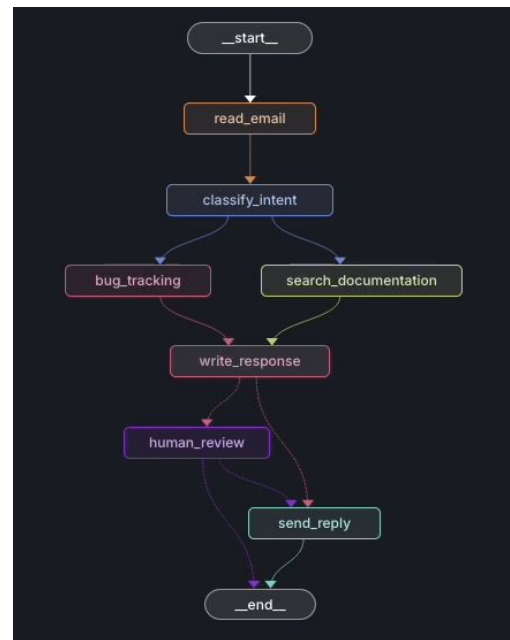 __start__
read_email
classify_intent
bug_tracking
search_documentation
write_response
human_review
send_reply
__end__